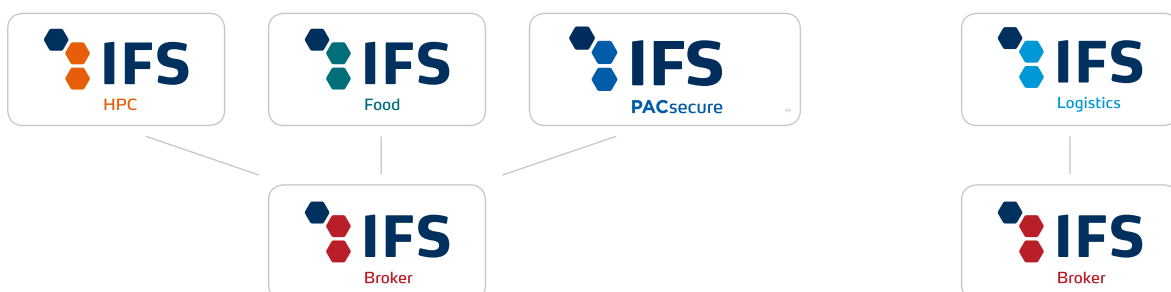 IFS
HPC
IFS
Food
IFS
PACsecure
IFS
Logistics
IFS
Broker
IFS
Broker